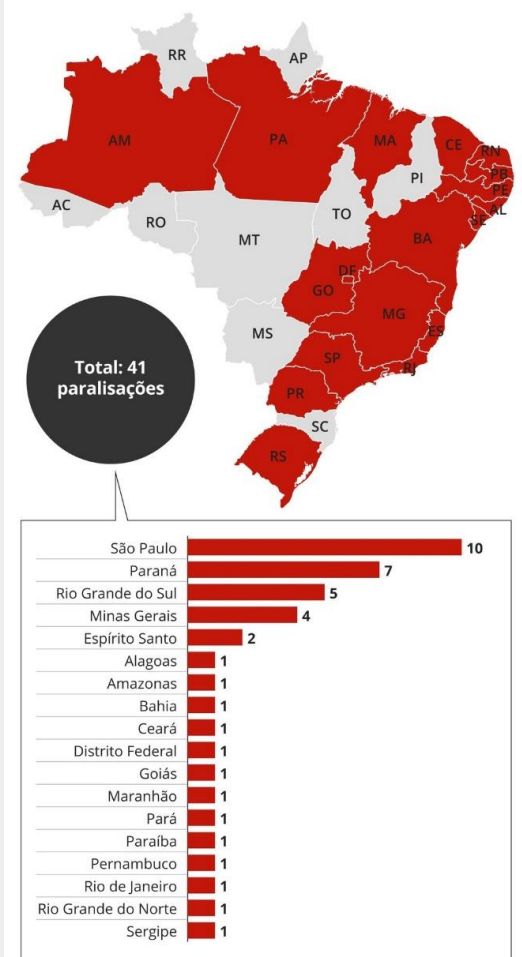 RR
AP
AM
PA
MA
CE
RN
PB
PE
AL
SE
PI
AC
RO
TO
BA
MT
DF
GO
MG
ES
MS
SP
RJ
PR
SC
RS
Total: 41
paralisações
São Paulo 10
Paraná 7
Rio Grande do Sul 5
Minas Gerais 4
Espírito Santo 2
Alagoas 1
Amazonas 1
Bahia 1
Ceará 1
Distrito Federal 1
Goiás 1
Maranhão 1
Pará 1
Paraíba 1
Pernambuco 1
Rio de Janeiro 1
Rio Grande do Norte 1
Sergipe 1